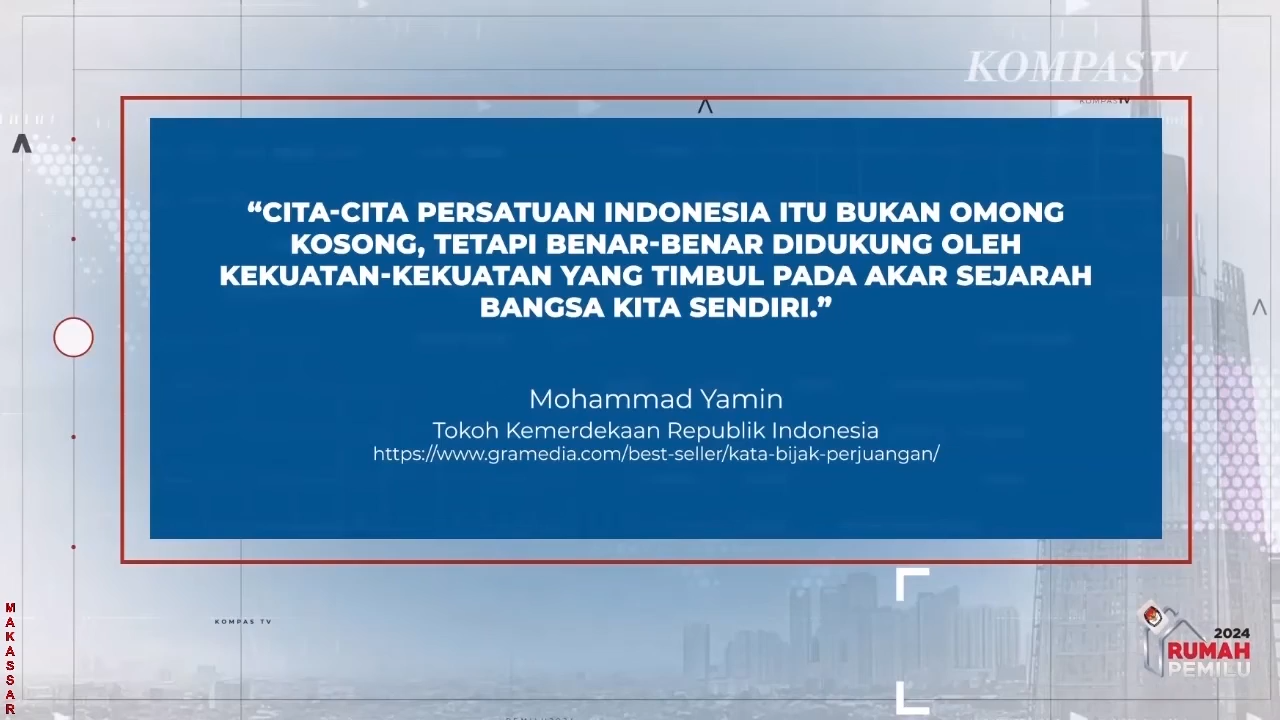 KOMPASTV
KOMPASTV
“CITA-CITA PERSATUAN INDONESIA ITU BUKAN OMONG
KOSONG, TETAPI BENAR-BENAR DIDUKUNG OLEH
KEKUATAN-KEKUATAN YANG TIMBUL PADA AKAR SEJARAH
BANGSA KITA SENDIRI.”
Mohammad Yamin
Tokoh Kemerdekaan Republik Indonesia
https://www.gramedia.com/best-seller/kata-bijak-perjuangan/
MAKASSAR
KOMPAS TV
2024
RUMAH
PEMILU